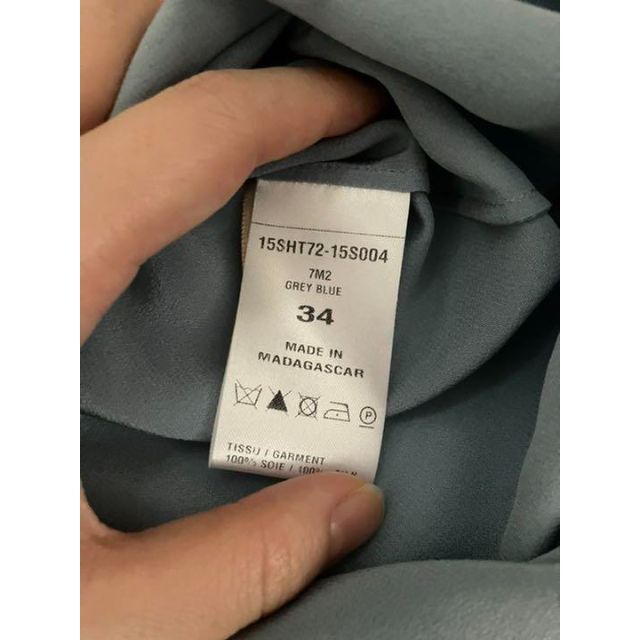 15SHT72-15S004
7M2
GREY BLUE
34
MADE IN
MADAGASCAR
P
TISSU / GARMENT
100% SOIE / 100%